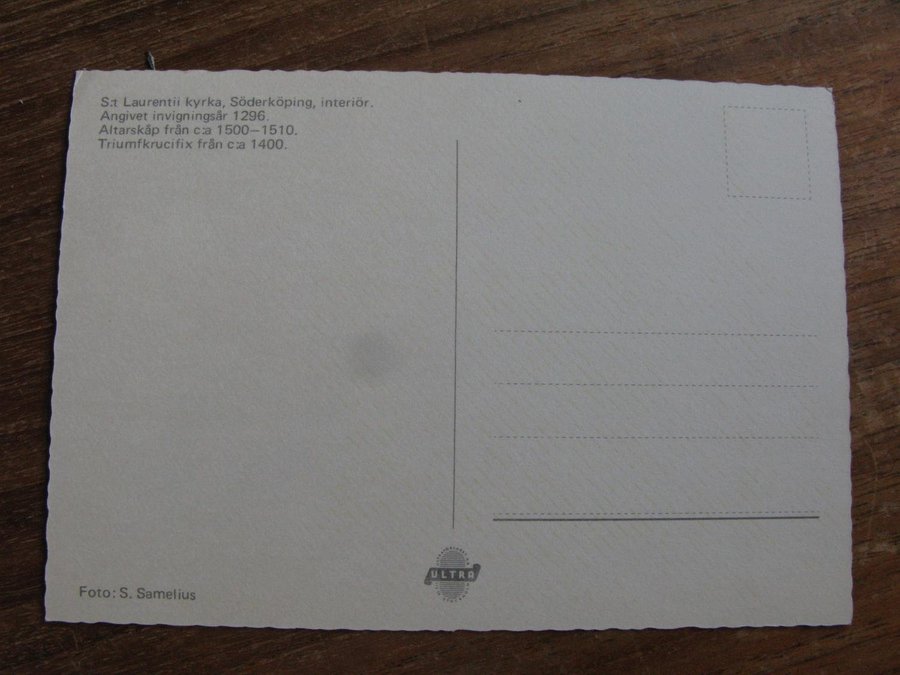 S:t Laurentii kyrka, Söderköping, interiör.
Angivet invigningsår 1296.
Altarskåp från c:a 1500—1510.
Triumfkrucifix från c:a 1400.
ULTRA
Foto: S. Samelius